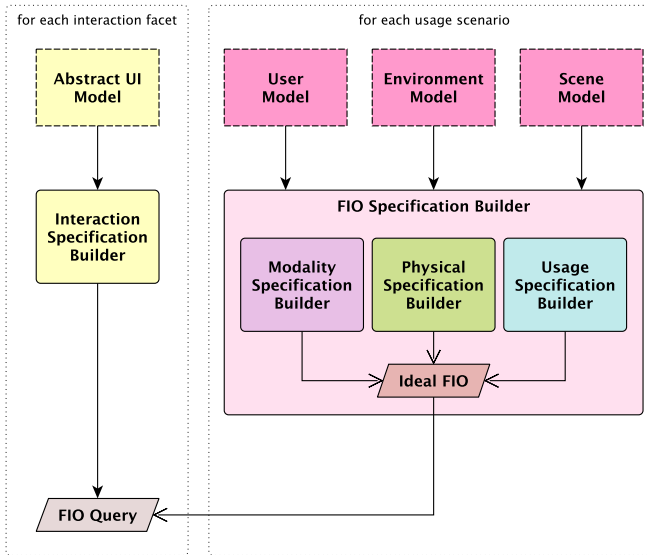 for each interaction facet
for each usage scenario
Abstract UI
Model
User
Model
Environment
Model
Scene
Model
Interaction
Specification
Builder
FIO Specification Builder
Modality
Specification
Builder
Physical
Specification
Builder
Usage
Specification
Builder
Ideal FIO
FIO Query